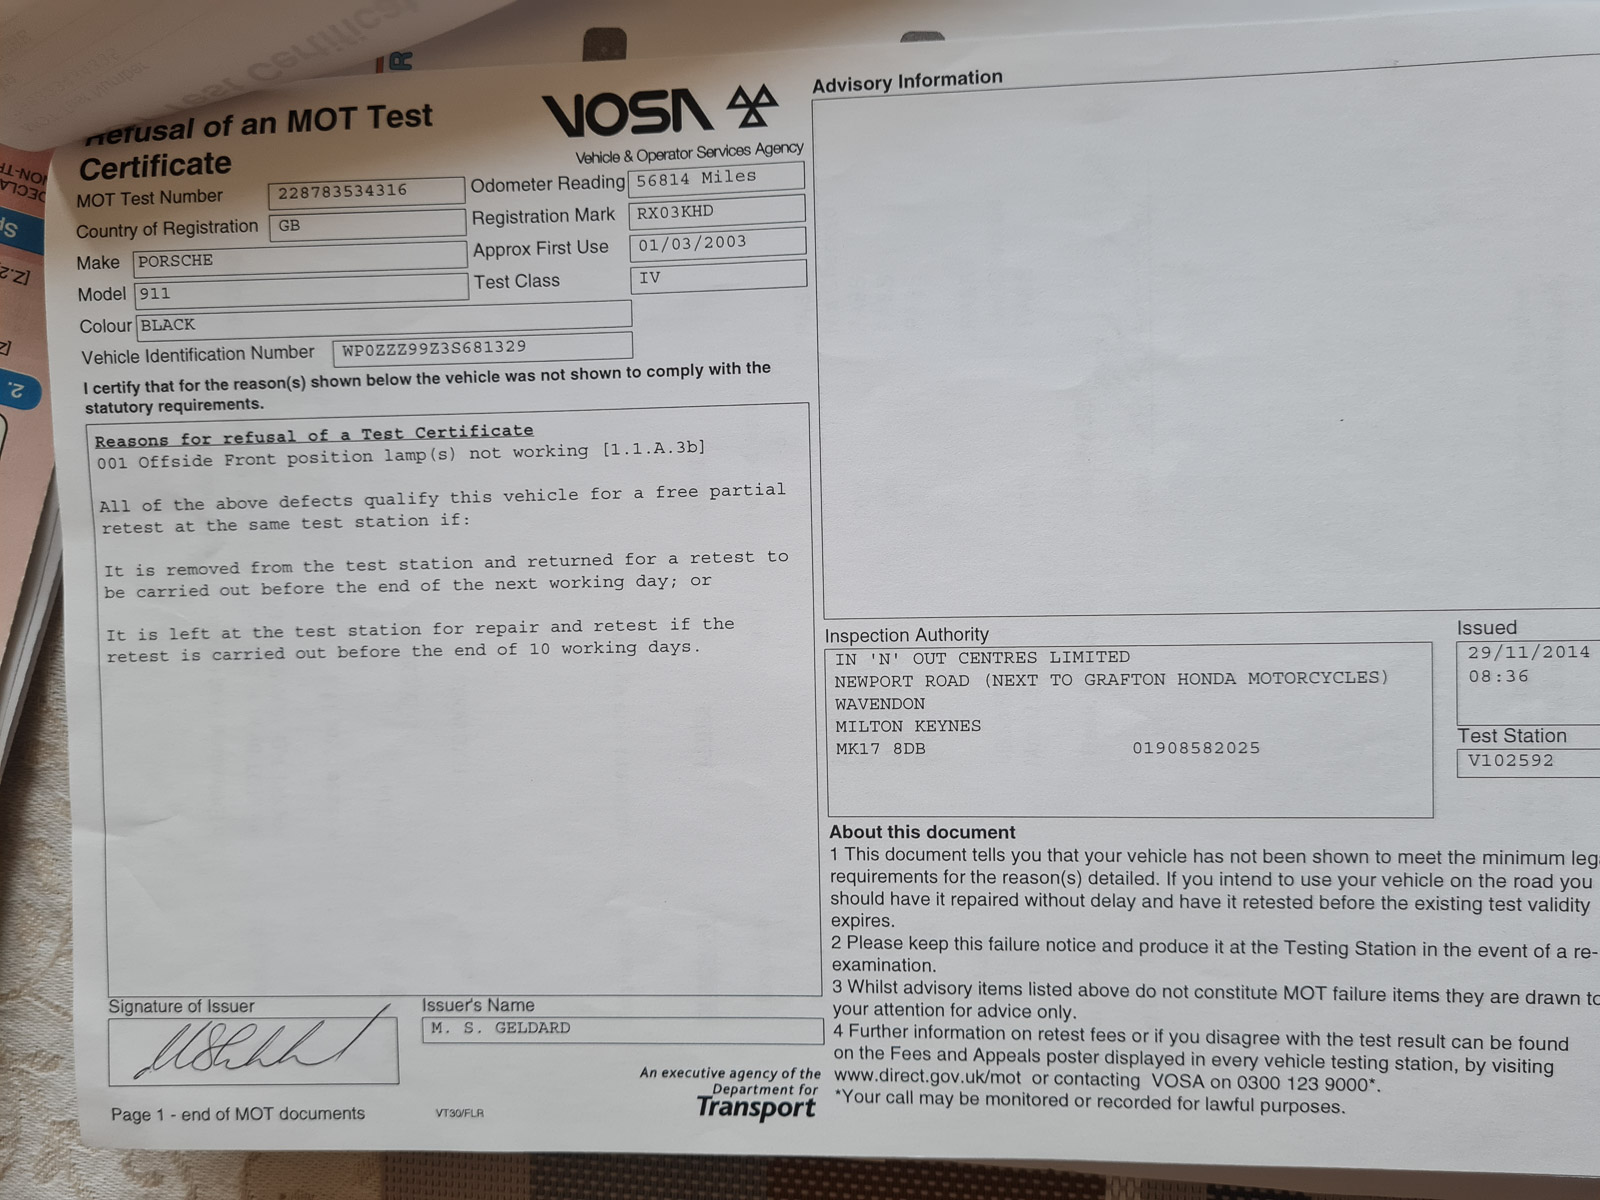 Refusal of an MOT Test
Certificate
VOSA
Vehicle & Operator Services Agency
MOT Test Number 228783534316
Odometer Reading 56814 Miles
Country of Registration GB
Registration Mark RX03KHD
Make PORSCHE
Approx First Use 01/03/2003
Model 911
Test Class IV
Colour BLACK
Vehicle Identification Number WP0ZZZ99Z3S681329
I certify that for the reason(s) shown below the vehicle was not shown to comply with the
statutory requirements.
Reasons for refusal of a Test Certificate
001 Offside Front position lamp(s) not working [1.1.A.3b]
All of the above defects qualify this vehicle for a free partial
retest at the same test station if:
It is removed from the test station and returned for a retest to
be carried out before the end of the next working day; or
It is left at the test station for repair and retest if the
retest is carried out before the end of 10 working days.
Signature of Issuer
Issuer's Name
M. S. GELDARD
An executive agency of the
Department for
Transport
Page 1 - end of MOT documents
VT30/FLR
Advisory Information
Inspection Authority
IN 'N' OUT CENTRES LIMITED
NEWPORT ROAD (NEXT TO GRAFTON HONDA MOTORCYCLES)
WAVENDON
MILTON KEYNES
MK17 8DB 01908582025
Issued
29/11/2014
08:36
Test Station
V102592
About this document
1 This document tells you that your vehicle has not been shown to meet the minimum leg
requirements for the reason(s) detailed. If you intend to use your vehicle on the road you
should have it repaired without delay and have it retested before the existing test validity
expires.
2 Please keep this failure notice and produce it at the Testing Station in the event of a re-
examination.
3 Whilst advisory items listed above do not constitute MOT failure items they are drawn to
your attention for advice only.
4 Further information on retest fees or if you disagree with the test result can be found
on the Fees and Appeals poster displayed in every vehicle testing station, by visiting
www.direct.gov.uk/mot or contacting VOSA on 0300 123 9000*.
*Your call may be monitored or recorded for lawful purposes.